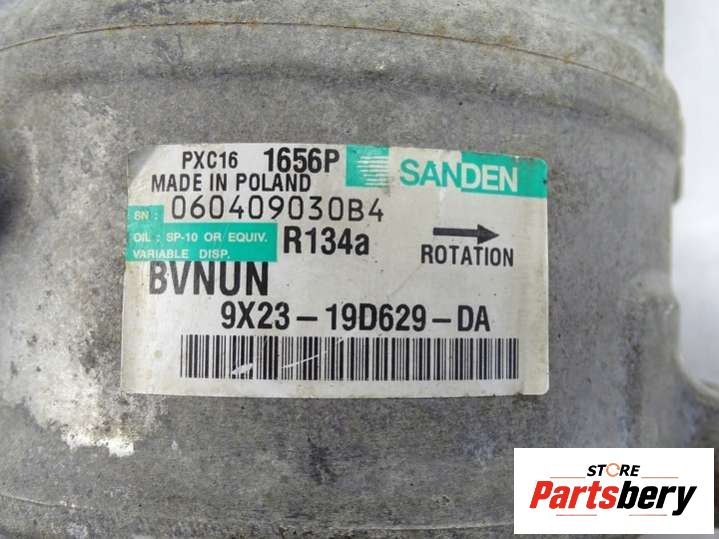 PXC16 1656P SANDEN
MADE IN POLAND
SN : 060409030B4
OIL : SP-10 OR EQUIV. R134a
VARIABLE DISP. ROTATION
BVNUN
9X23-19D629-DA
STORE
Partsbery